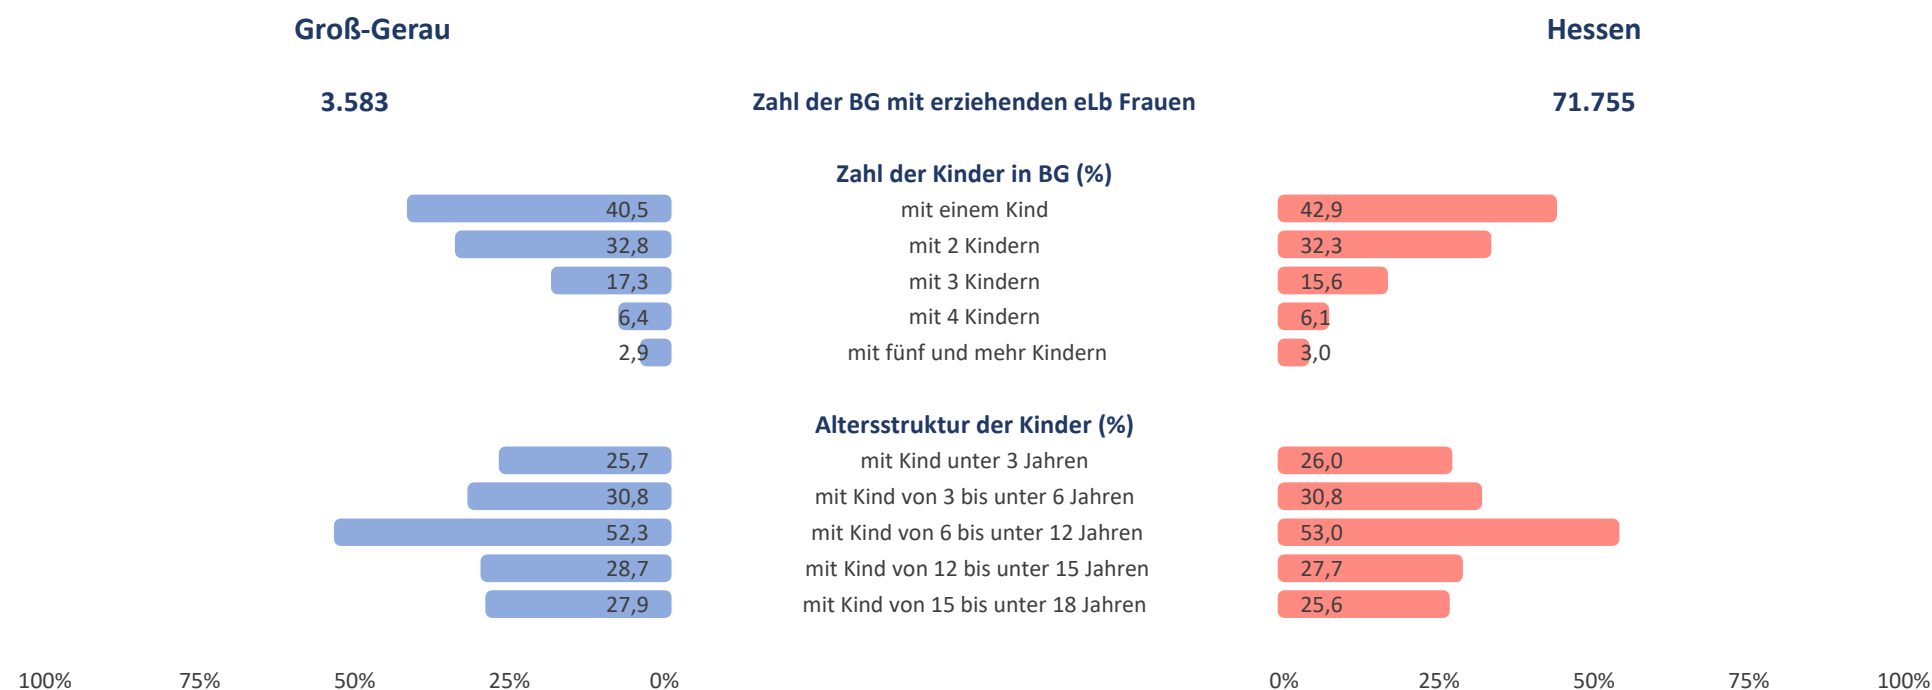 Groß-Gerau Hessen
3.583 Zahl der BG mit erziehenden eLb Frauen 71.755
Zahl der Kinder in BG (%)
40,5 mit einem Kind 42,9
32,8 mit 2 Kindern 32,3
17,3 mit 3 Kindern 15,6
6,4 mit 4 Kindern 6,1
2,9 mit fünf und mehr Kindern 3,0
Altersstruktur der Kinder (%)
25,7 mit Kind unter 3 Jahren 26,0
30,8 mit Kind von 3 bis unter 6 Jahren 30,8
52,3 mit Kind von 6 bis unter 12 Jahren 53,0
28,7 mit Kind von 12 bis unter 15 Jahren 27,7
27,9 mit Kind von 15 bis unter 18 Jahren 25,6
100% 75% 50% 25% 0% 0% 25% 50% 75% 100%